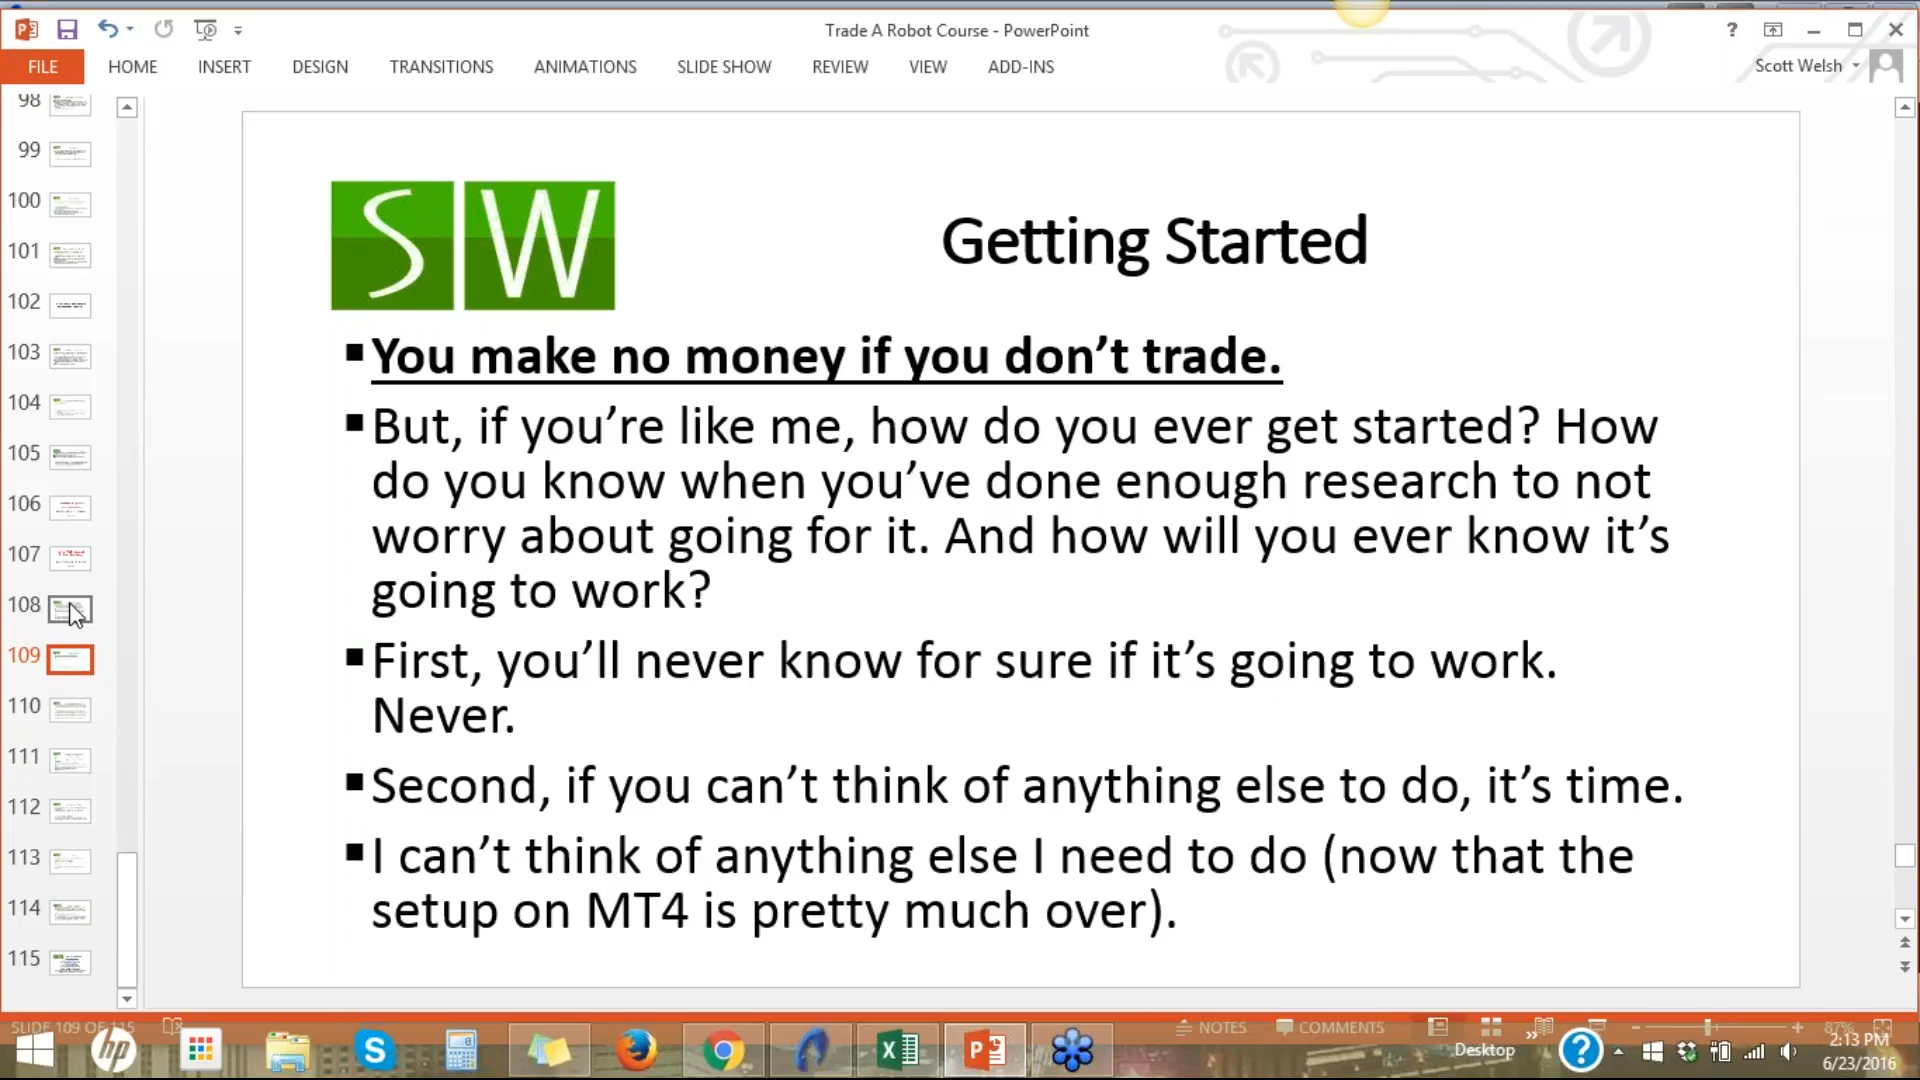 Trade A Robot Course - PowerPoint
?
FILE
HOME
INSERT
DESIGN
TRANSITIONS
ANIMATIONS
SLIDE SHOW
REVIEW
VIEW
ADD-INS
Scott Welsh
98
99
100
101
102
103
104
105
106
107
108
109
110
111
112
113
114
115
SW
Getting Started
▪ You make no money if you don’t trade.
▪ But, if you’re like me, how do you ever get started? How
do you know when you’ve done enough research to not
worry about going for it. And how will you ever know it’s
going to work?
▪ First, you’ll never know for sure if it’s going to work.
Never.
▪ Second, if you can’t think of anything else to do, it’s time.
▪ I can’t think of anything else I need to do (now that the
setup on MT4 is pretty much over).
SLIDE 109 OF 115
NOTES
COMMENTS
87%
Desktop
2:13 PM
6/23/2016